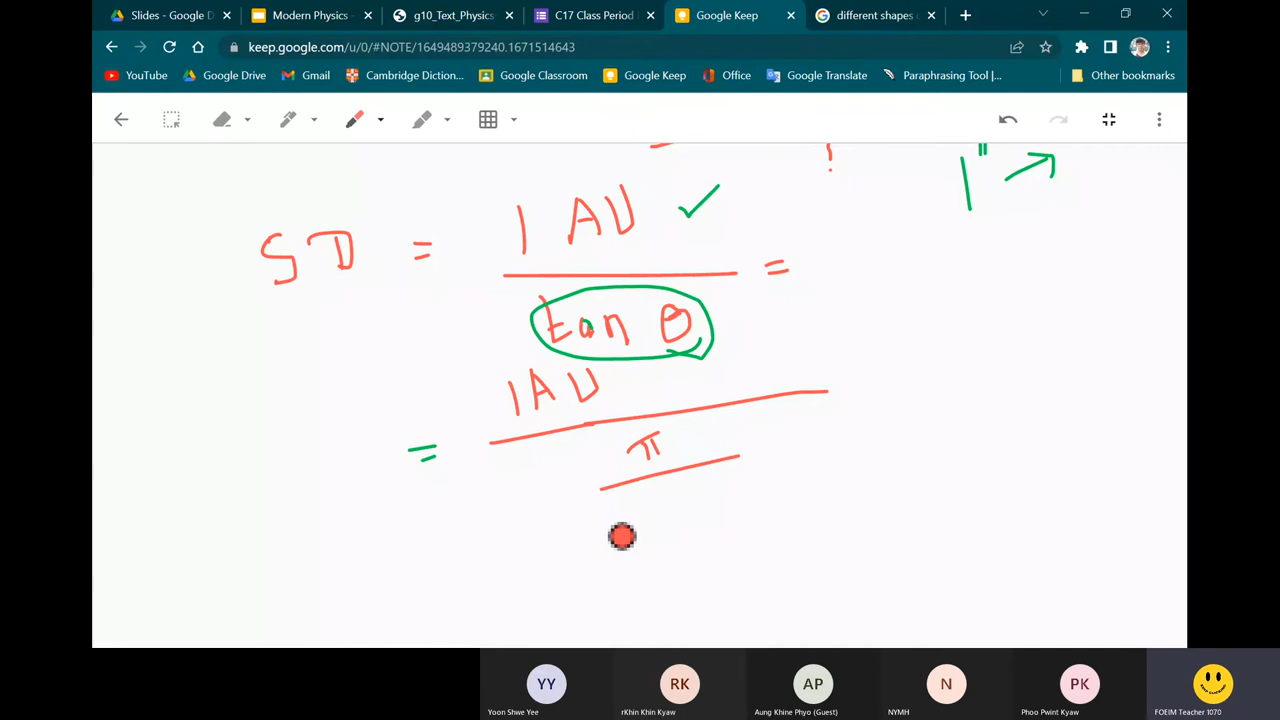 Slides - Google D
Modern Physics -
g10_Text_Physics
C17 Class Period
Google Keep
different shapes
keep.google.com/u/0/#NOTE/1649489379240.1671514643
YouTube
Google Drive
Gmail
Cambridge Diction...
Google Classroom
Google Keep
Office
Google Translate
Paraphrasing Tool |...
Other bookmarks
1" →
SD = 1 AU ✓
tan θ =
= 1AU
π
YY
RK
AP
N
PK
Yoon Shwe Yee
rKhin Khin Kyaw
Aung Khine Phyo (Guest)
NYMH
Phoo Pwint Kyaw
FOEIM Teacher 1070